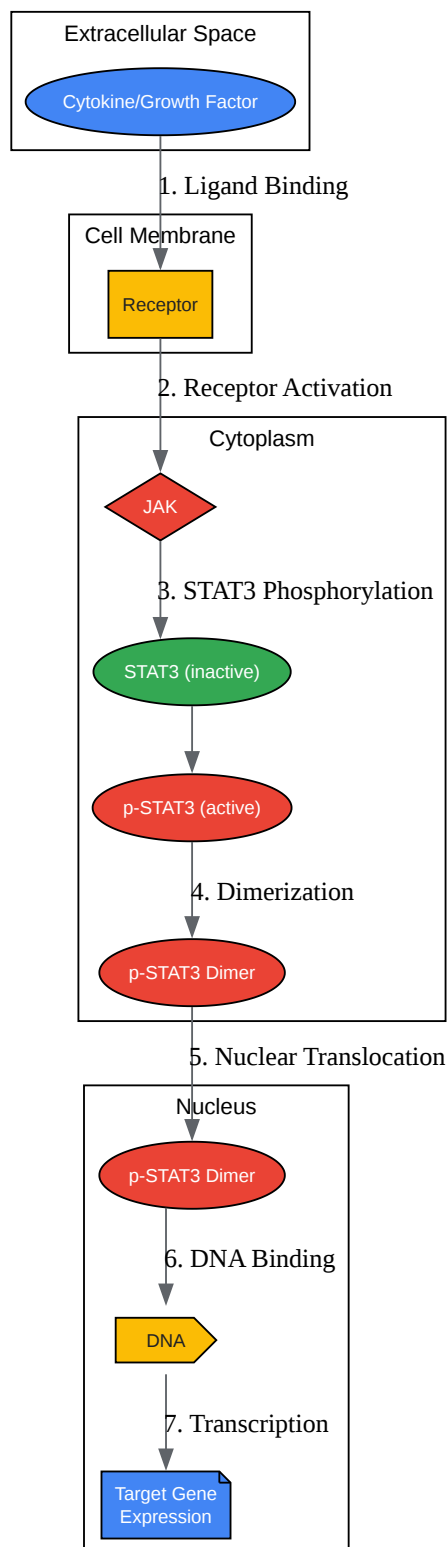 Extracellular Space
Cytokine/Growth Factor
1. Ligand Binding
Cell Membrane
Receptor
2. Receptor Activation
Cytoplasm
JAK
3. STAT3 Phosphorylation
STAT3 (inactive)
p-STAT3 (active)
4. Dimerization
p-STAT3 Dimer
5. Nuclear Translocation
Nucleus
p-STAT3 Dimer
6. DNA Binding
DNA
7. Transcription
Target Gene
Expression